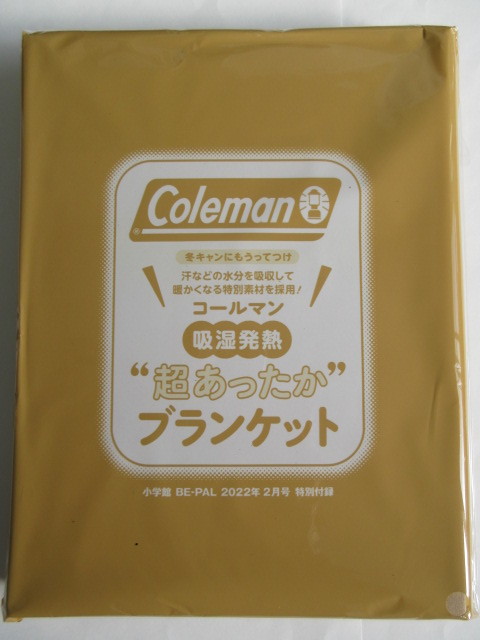 Coleman
®
冬キャンにもうってつけ
汗などの水分を吸収して
暖かくなる特別素材を採用!
コールマン
吸湿発熱
“超あったか”
ブランケット
小学館 BE-PAL 2022年 2月号 特別付録